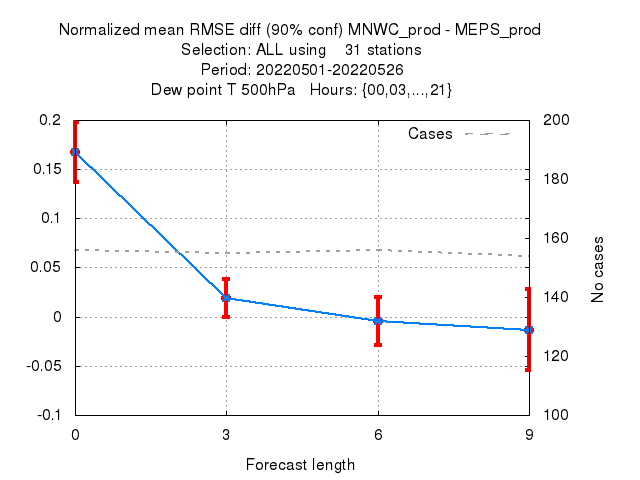 Normalized mean RMSE diff (90% conf) MNWC_prod - MEPS_prod
Selection: ALL using    31 stations
Period: 20220501-20220526
Dew point T 500hPa   Hours: {00,03,...,21}
Cases
0.2
0.15
0.1
0.05
0
-0.05
-0.1
200
180
160
140
120
100
No cases
0
3
6
9
Forecast length